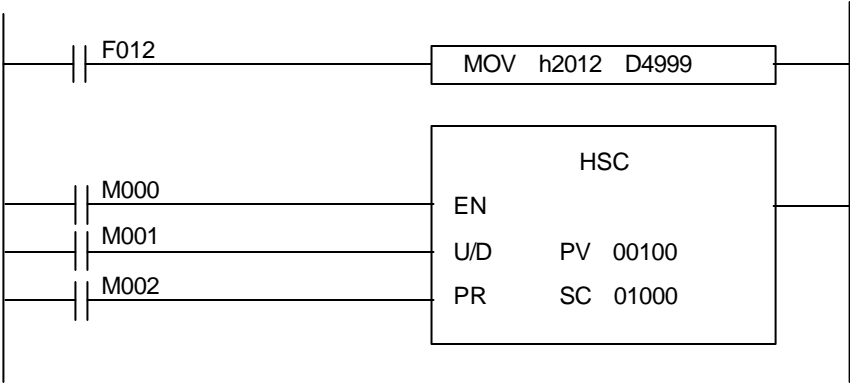 F012
MOV h2012 D4999
HSC
M000
EN
M001
U/D PV 00100
M002
PR SC 01000